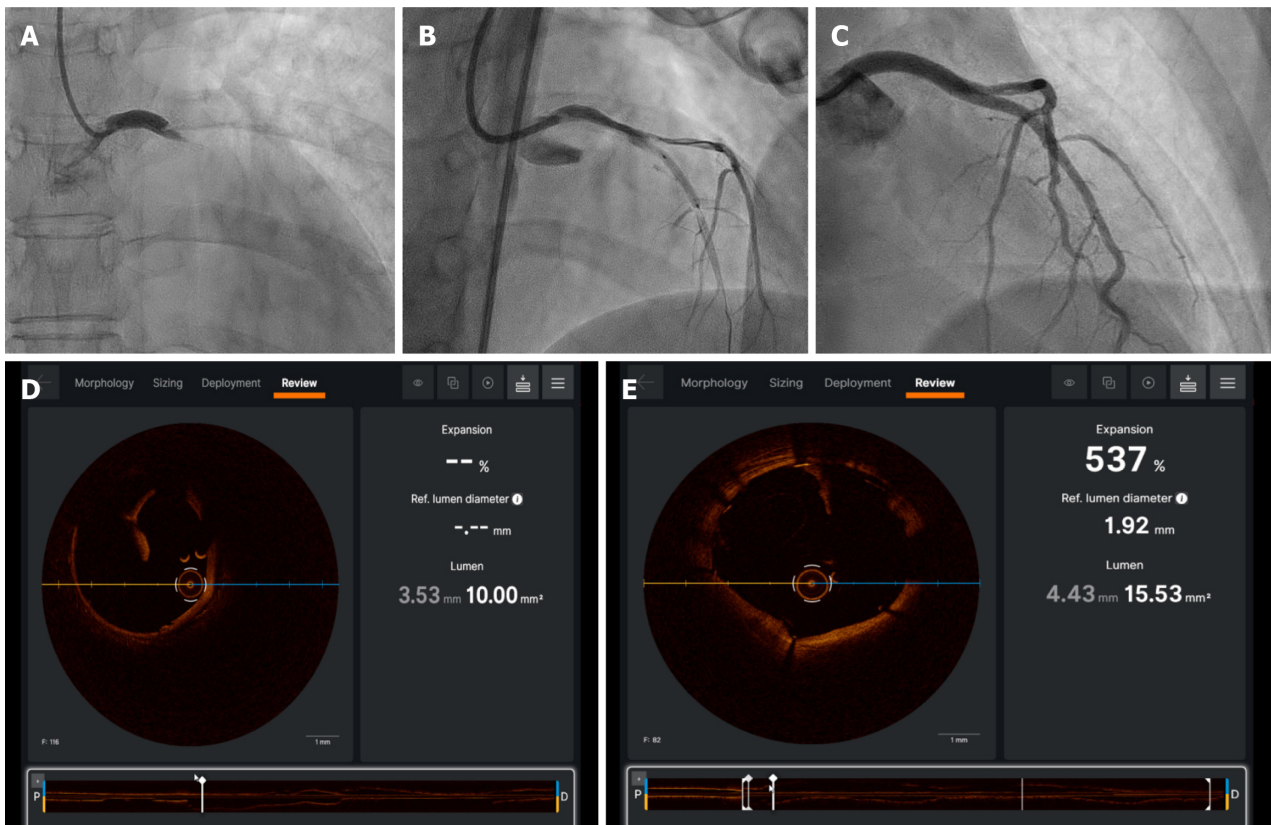 A
B
C
D
Morphology Sizing Deployment Review
Expansion
-- %
Ref. lumen diameter i
-.-- mm
Lumen
3.53 mm 10.00 mm²
F: 116
1 mm
P
D
E
Morphology Sizing Deployment Review
Expansion
537 %
Ref. lumen diameter i
1.92 mm
Lumen
4.43 mm 15.53 mm²
F: 82
1 mm
P
D